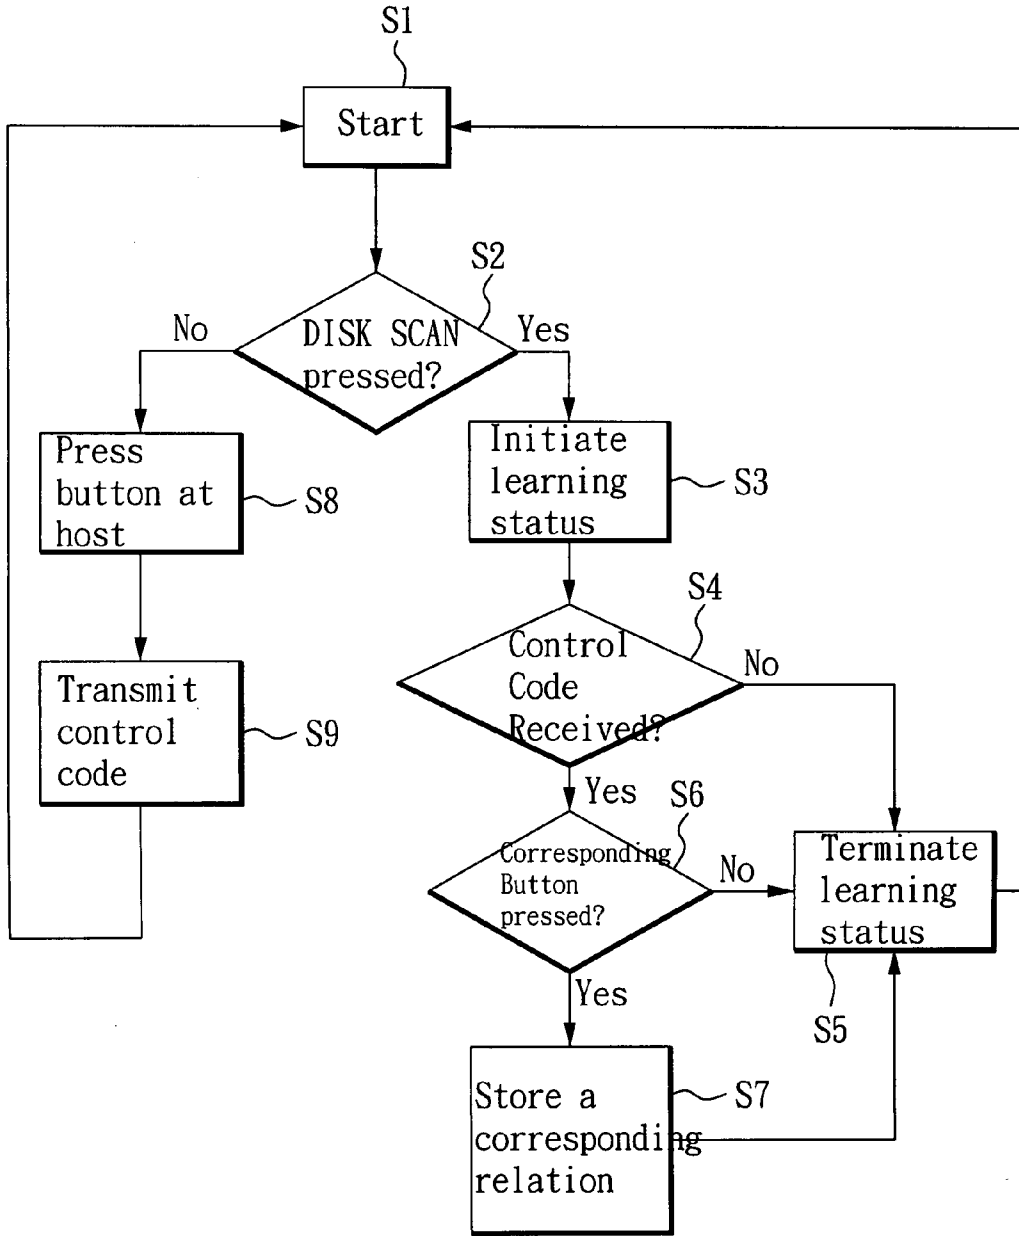 S1
Start
S2
No
DISK SCAN
pressed?
Yes
Press
button at
host
S8
Initiate
learning
status
S3
S4
Control
Code
Received?
No
Transmit
control
code
S9
Yes
S6
Corresponding
Button
pressed?
No
Terminate
learning
status
Yes
S5
Store a
corresponding
relation
S7